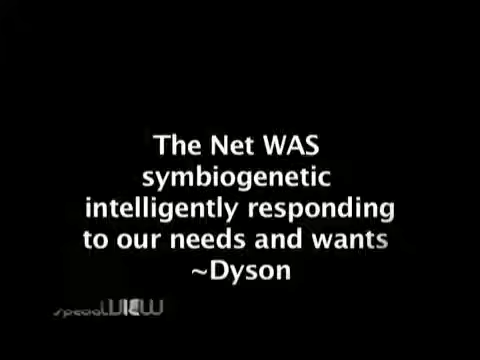 The Net WAS
symbiogenetic
intelligently responding
to our needs and wants
~Dyson